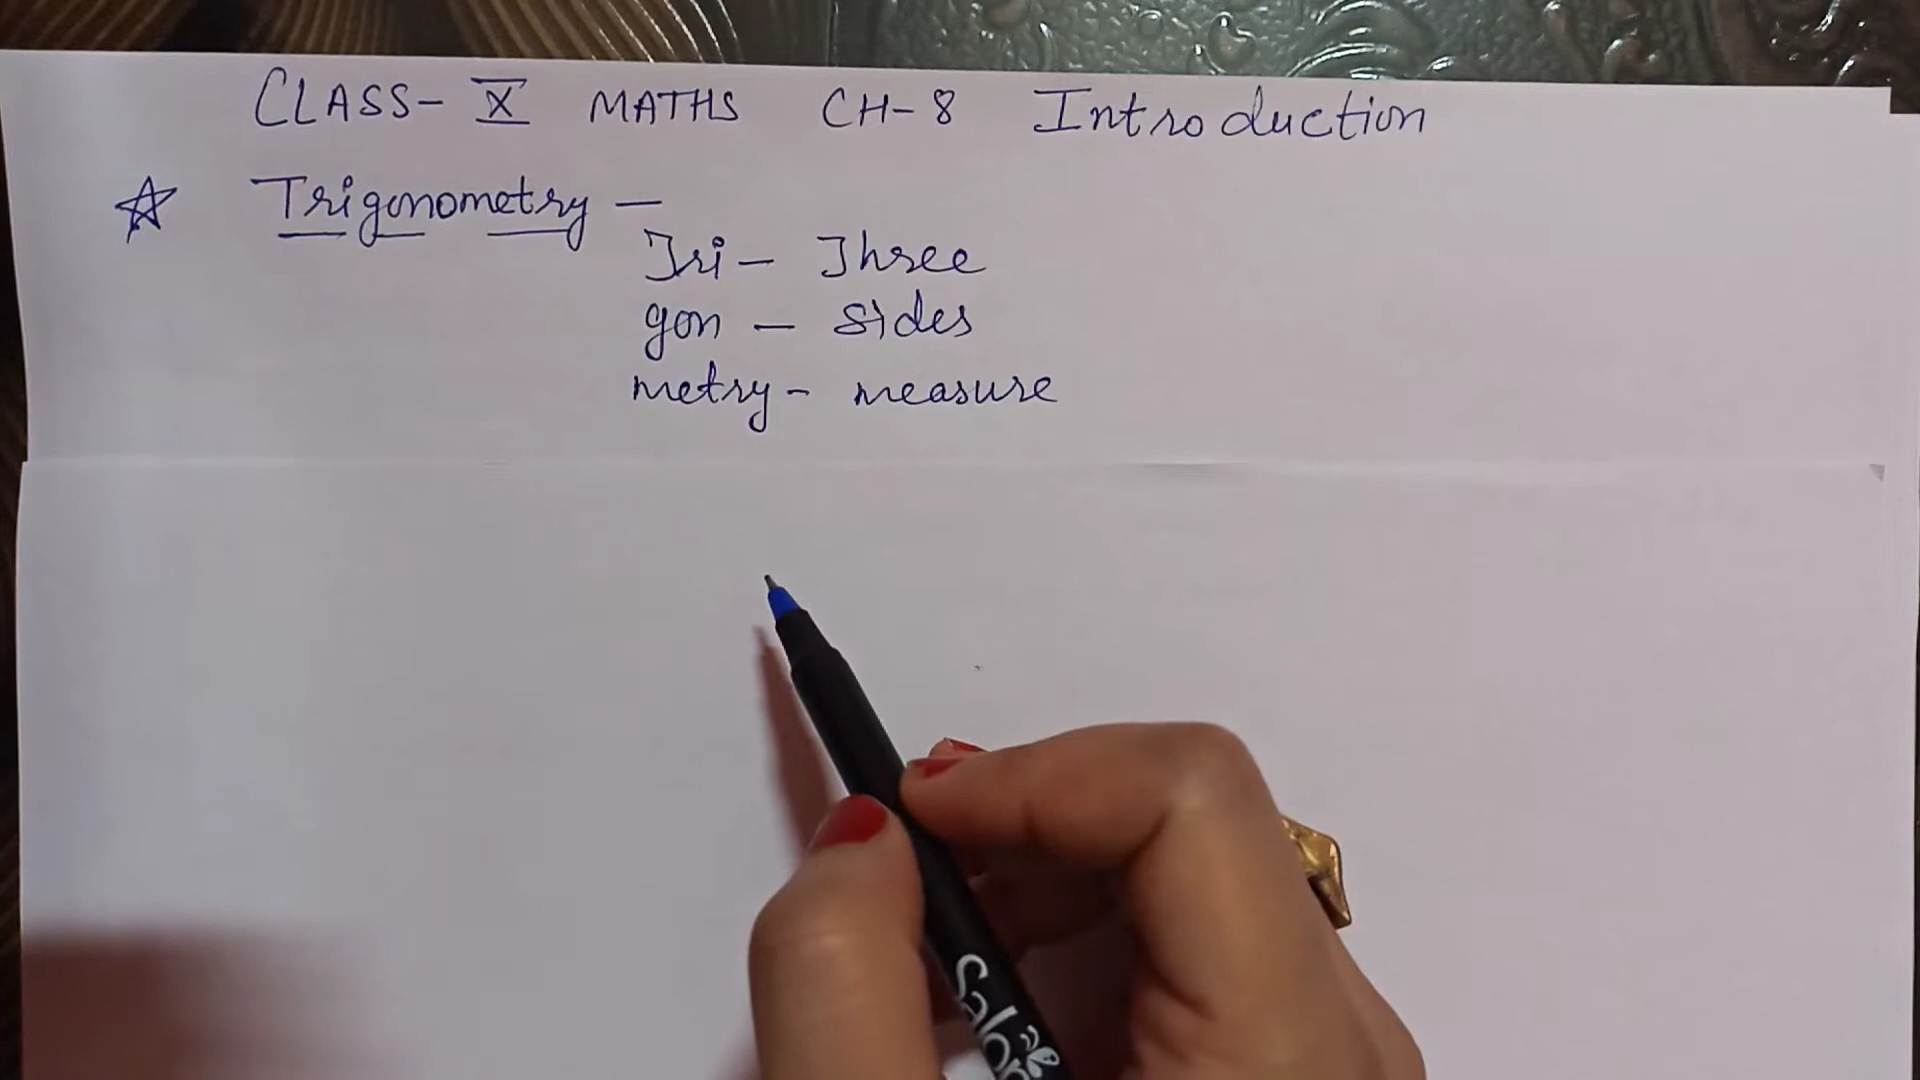 CLASS- X MATHS CH-8 Introduction
Trigonometry —
Tri — Three
gon — sides
metry - measure